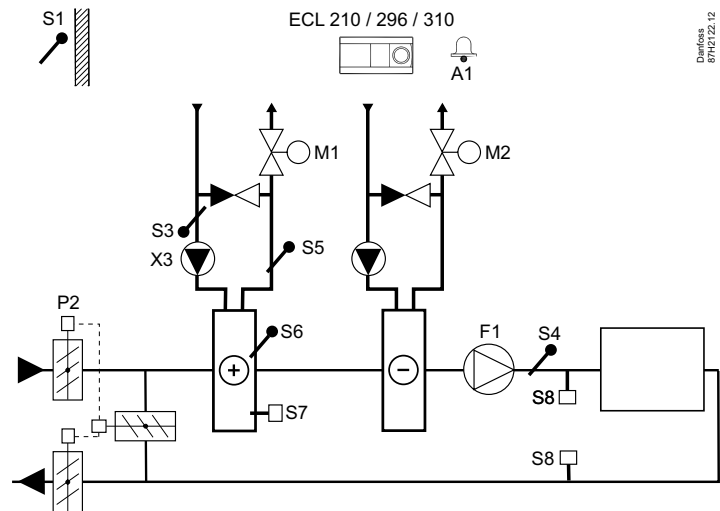 S1
ECL 210 / 296 / 310
A1
Danfoss
87H2122.12
M1
M2
S3
X3
S5
P2
S6
F1
S4
S7
S8
S8